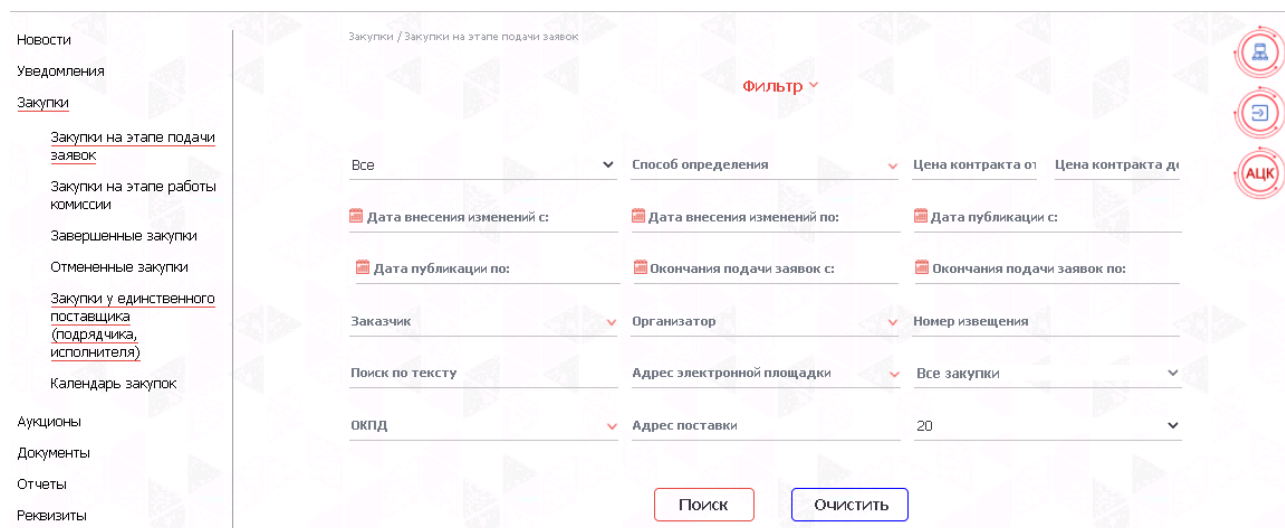 Новости
Уведомления
Закупки
Закупки на этапе подачи
заявок
Закупки на этапе работы
комиссии
Завершенные закупки
Отмененные закупки
Закупки у единственного
поставщика
(подрядчика,
исполнителя)
Календарь закупок
Аукционы
Документы
Отчеты
Реквизиты
Закупки / Закупки на этапе подачи заявок
Фильтр
Все Способ определения Цена контракта от Цена контракта до
Дата внесения изменений с: Дата внесения изменений по: Дата публикации с:
Дата публикации по: Окончания подачи заявок с: Окончания подачи заявок по:
Заказчик Организатор Номер извещения
Поиск по тексту Адрес электронной площадки Все закупки
ОКПД Адрес поставки 20
Поиск Очистить
АЦК